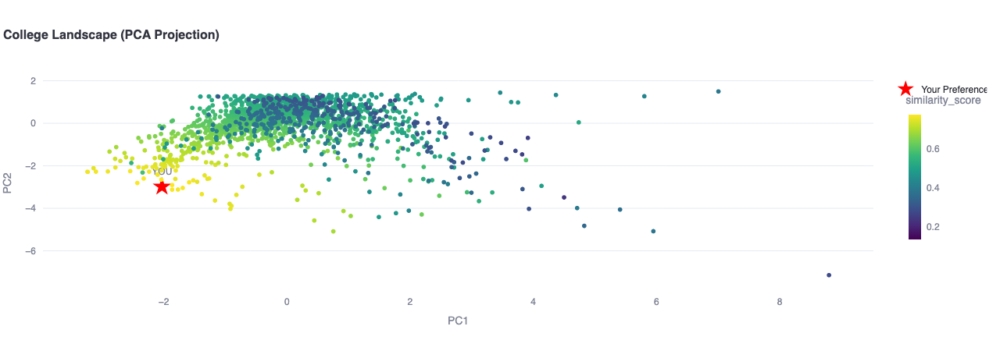 College Landscape (PCA Projection)
2
0
−2
−4
−6
PC2
YOU
−2
0
2
4
6
8
PC1
Your Preference
similarity_score
0.6
0.4
0.2